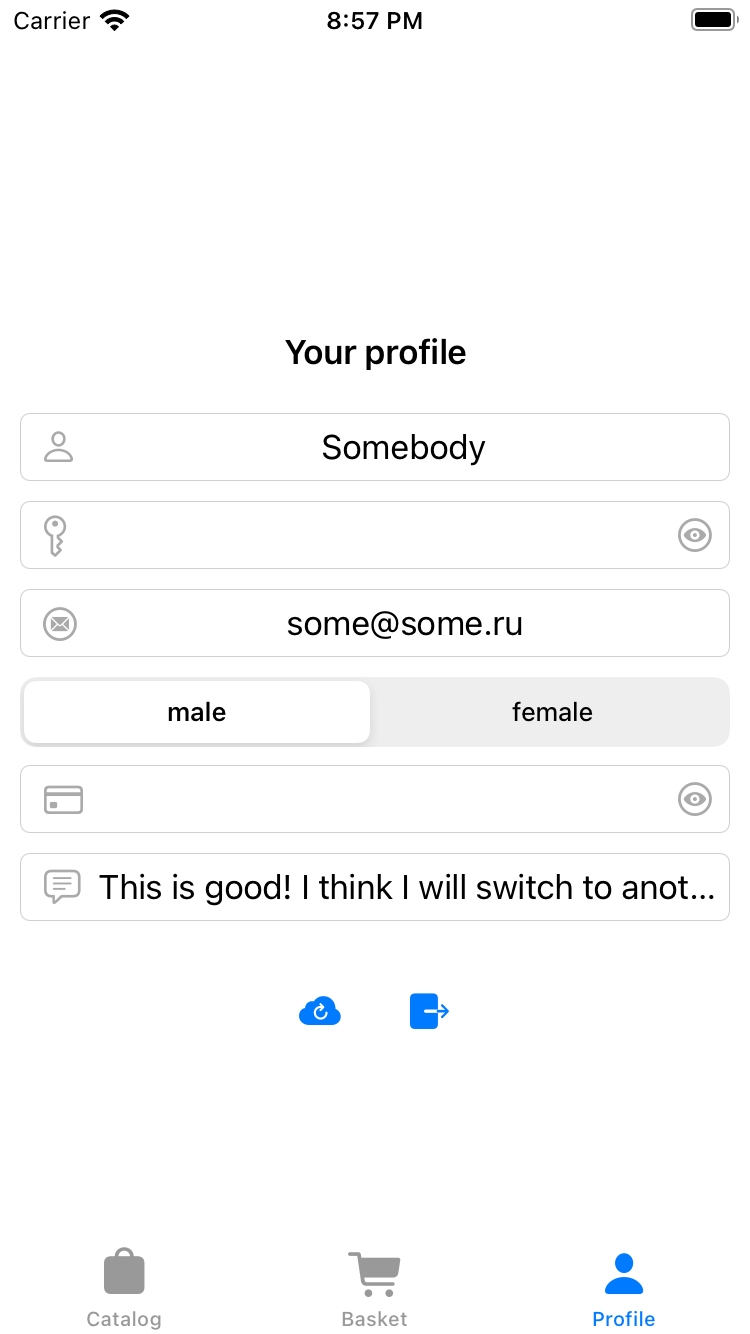 Carrier 8:57 PM
Your profile
Somebody
some@some.ru
male female
This is good! I think I will switch to anot...
Catalog Basket Profile